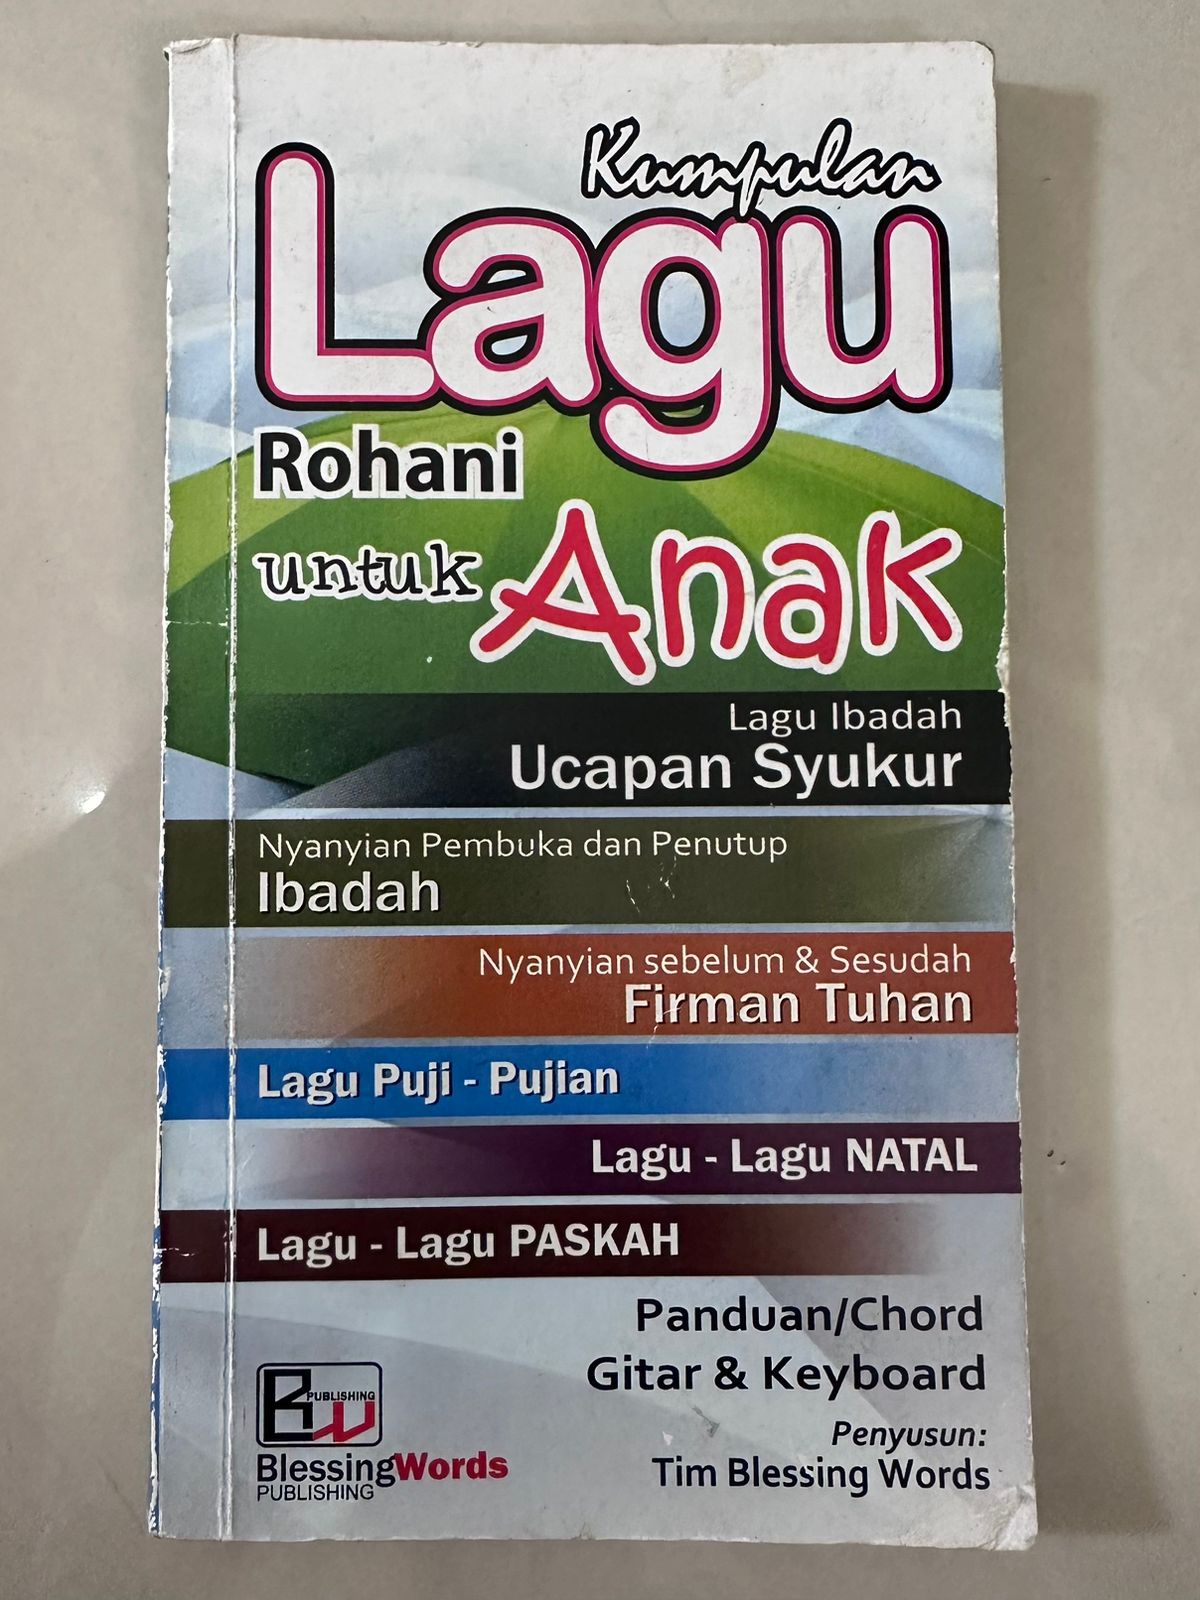 Kumpulan
Lagu
Rohani
untuk Anak
Lagu Ibadah
Ucapan Syukur
Nyanyian Pembuka dan Penutup
Ibadah
Nyanyian sebelum & Sesudah
Firman Tuhan
Lagu Puji - Pujian
Lagu - Lagu NATAL
Lagu - Lagu PASKAH
Panduan/Chord
Gitar & Keyboard
PUBLISHING
BlessingWords
PUBLISHING
Penyusun:
Tim Blessing Words